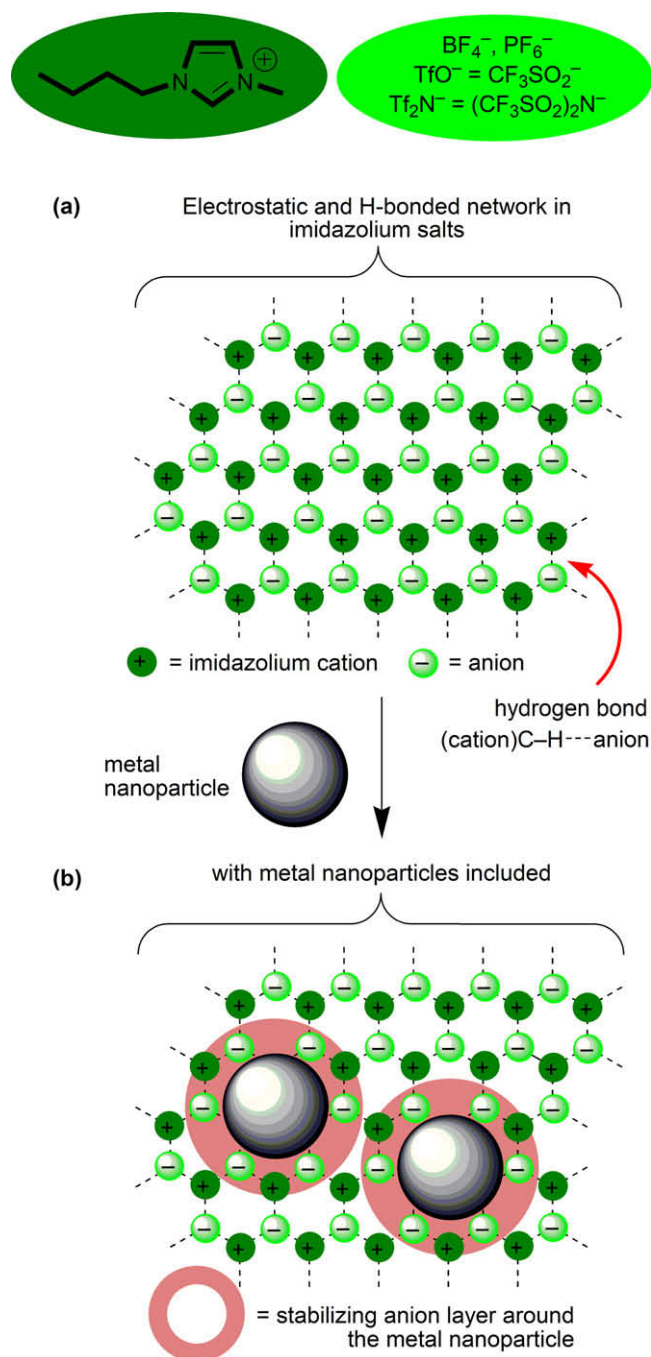 N
⊕
N
BF₄⁻, PF₆⁻
TfO⁻ = CF₃SO₂⁻
Tf₂N⁻ = (CF₃SO₂)₂N⁻
(a)
Electrostatic and H-bonded network in
imidazolium salts
− − − − −
+ + + + + +
− − − − − −
+ + + + + +
− − − − − −
+ + + + + + +
− − − − − − −
+ + + + + +
− − − − − −
+ + + + +
+ = imidazolium cation
− = anion
hydrogen bond
(cation)C–H---anion
metal
nanoparticle
(b)
with metal nanoparticles included
− − − − −
+ + + + + +
− − − − − −
+ + + + +
− − − − −
+ + + +
− − − − −
+ + + + +
− − − − − −
+ + + + +
= stabilizing anion layer around
the metal nanoparticle